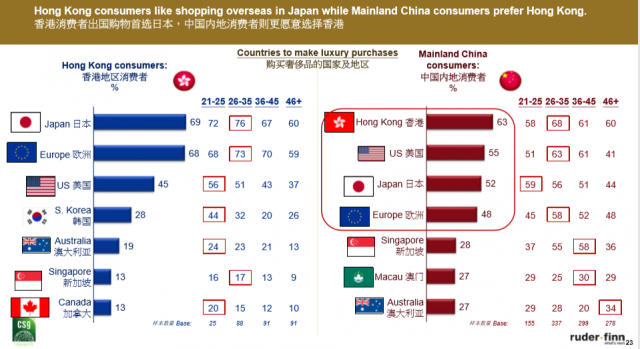 Hong Kong consumers like shopping overseas in Japan while Mainland China consumers prefer Hong Kong.
香港消费者出国购物首选日本，中国内地消费者则更愿意选择香港
Countries to make luxury purchases
购买奢侈品的国家及地区
Hong Kong consumers:
香港地区消费者
%
21-25 26-35 36-45 46+
Japan 日本 69 72 76 67 60
Europe 欧洲 68 68 73 70 59
US 美国 45 56 51 43 37
S. Korea 28 44 32 20 26
韩国
Australia 19 24 23 21 13
澳大利亚
Singapore 13 16 17 13 9
新加坡
Canada 13 20 15 12 10
加拿大
样本数量 Base: 25 88 91 91
CSG
Mainland China
consumers:
中国内地消费者
%
21-25 26-35 36-45 46+
Hong Kong 香港 63 58 68 61 60
US 美国 55 51 63 61 41
Japan 日本 52 59 56 51 44
Europe 欧洲 48 45 58 52 48
Singapore 28 37 55 58 36
新加坡
Macau 澳门 27 29 25 30 29
Australia 27 29 28 20 34
澳大利亚
样本数量 Base: 155 337 299 278
ruder•finn
what's next
23